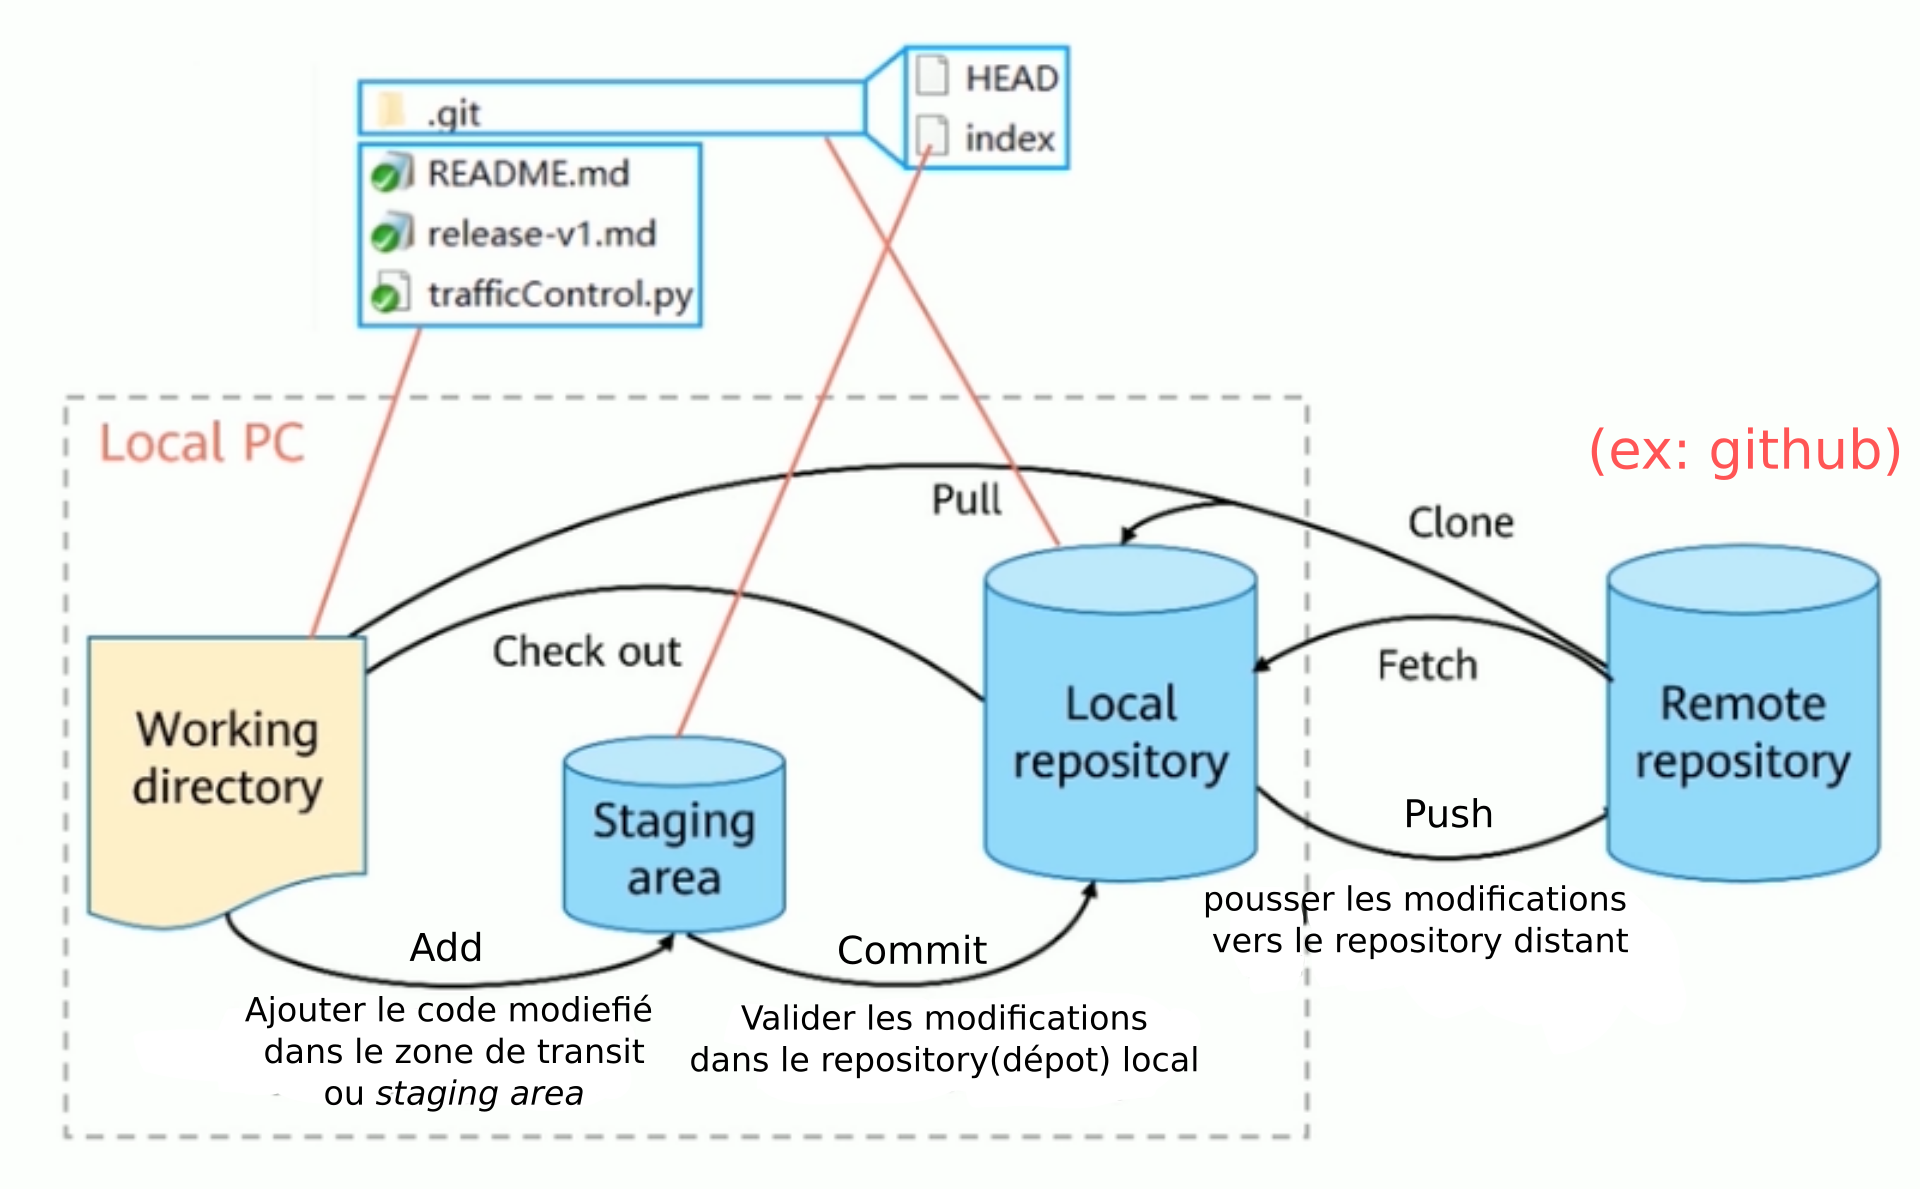 .git
HEAD
index
README.md
release-v1.md
trafficControl.py
Local PC
(ex: github)
Pull
Clone
Check out
Fetch
Working
directory
Staging
area
Local
repository
Remote
repository
Push
pousser les modifications
vers le repository distant
Add
Commit
Ajouter le code modiefié
dans le zone de transit
ou staging area
Valider les modifications
dans le repository(dépot) local